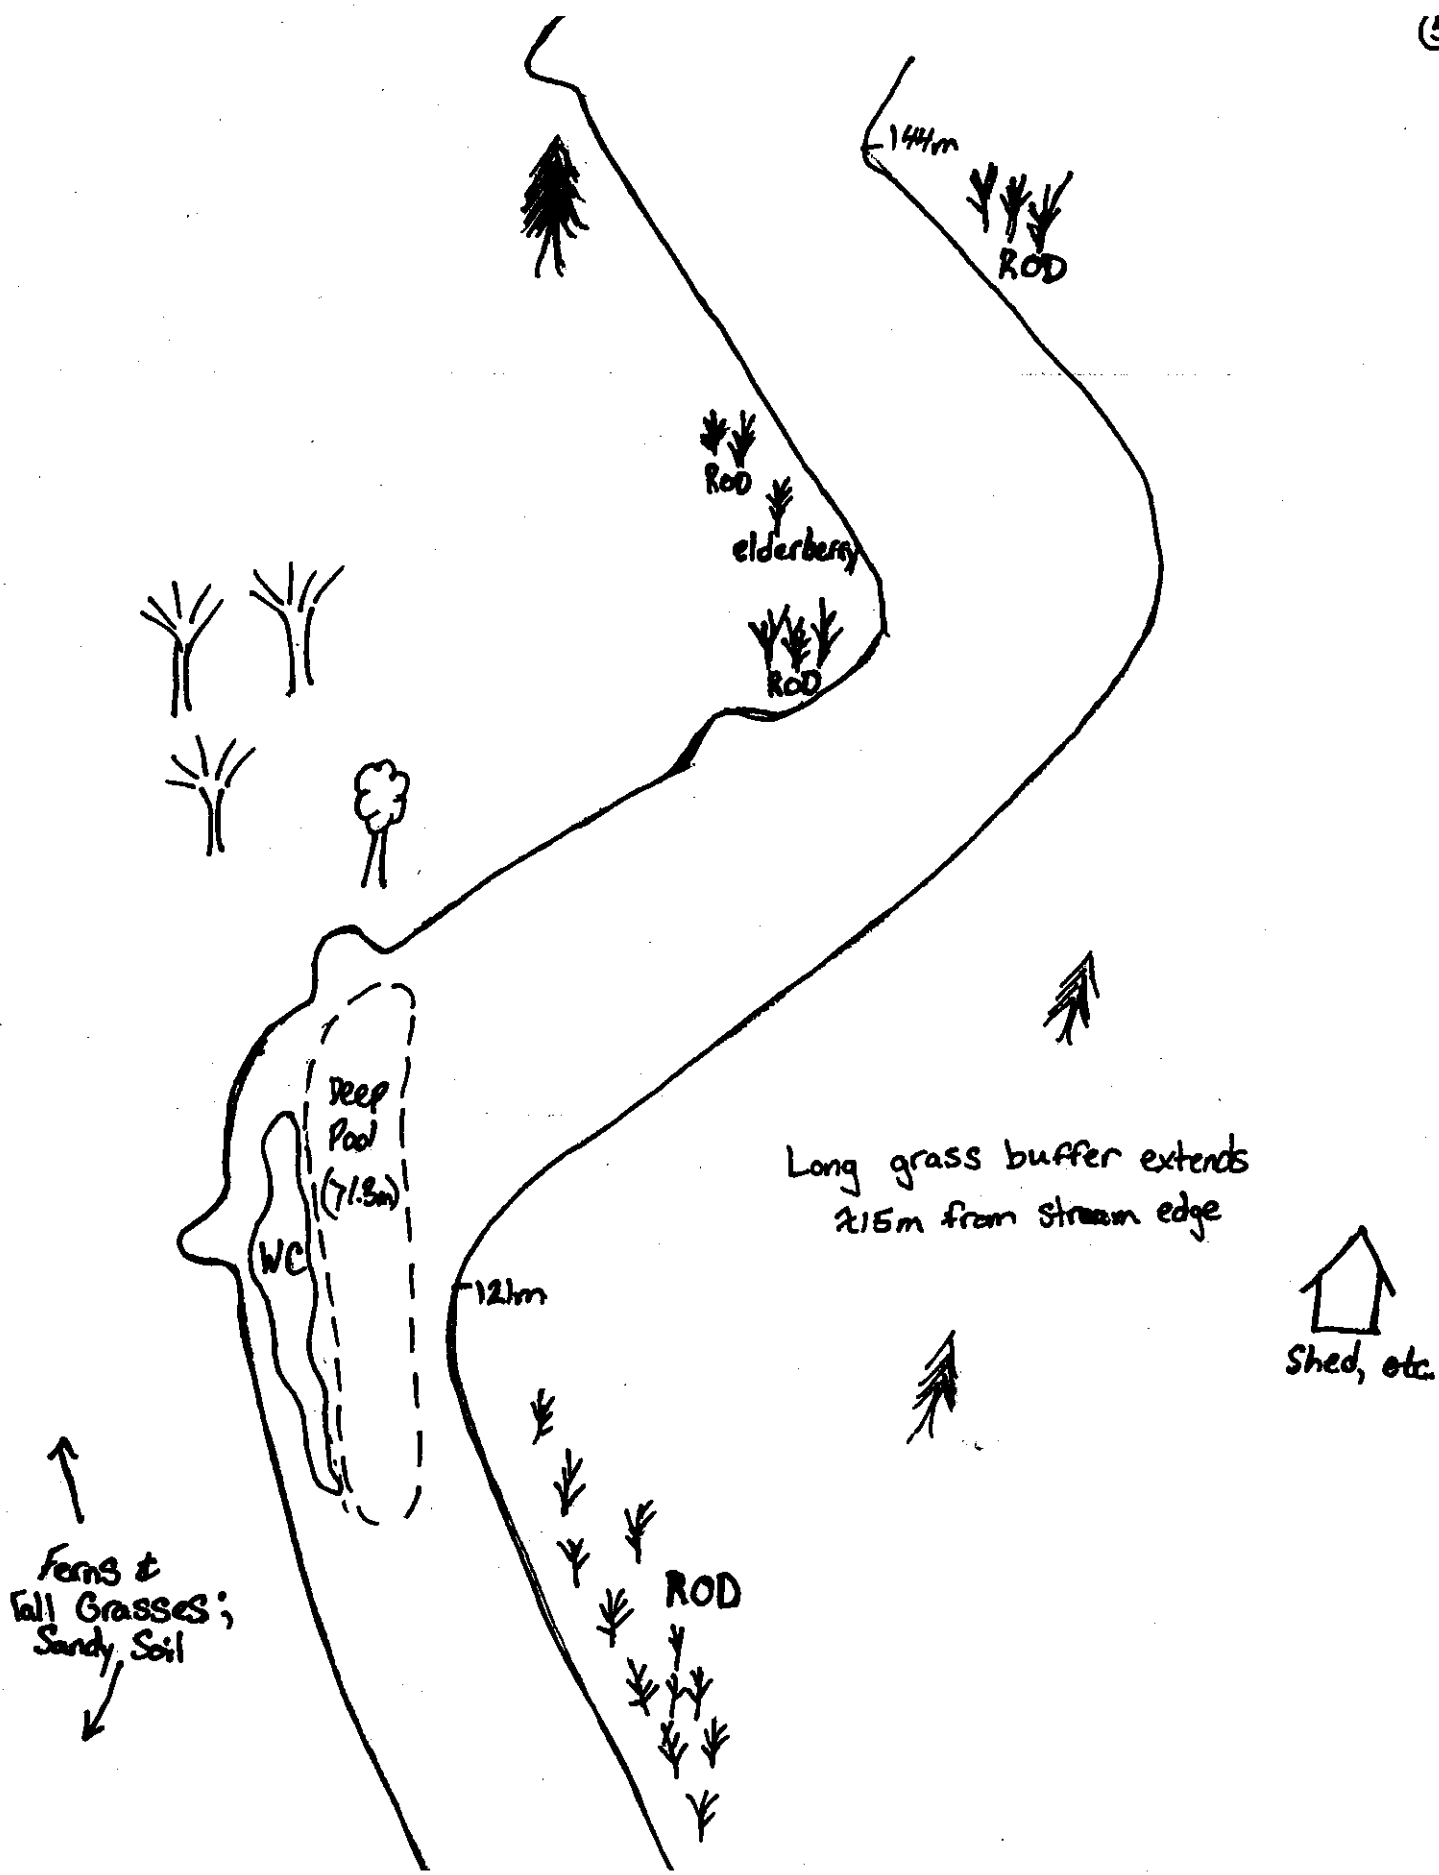 144m
ROD
ROD
elderberry
ROD
Deep
Pool
(>1.3m)
WC
Long grass buffer extends
≈15m from stream edge
121m
Shed, etc.
Ferns &
Tall Grasses;
Sandy Soil
ROD